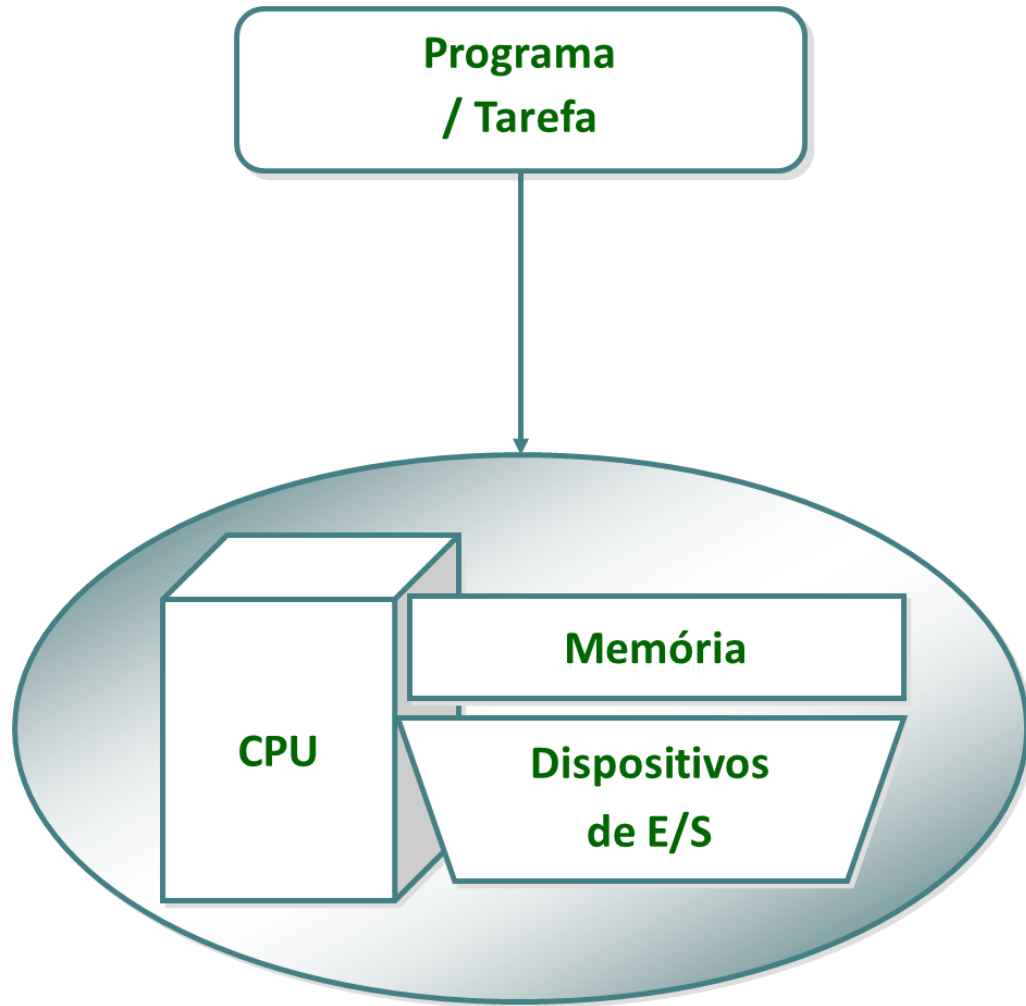 Programa
/ Tarefa
Memória
CPU
Dispositivos
de E/S